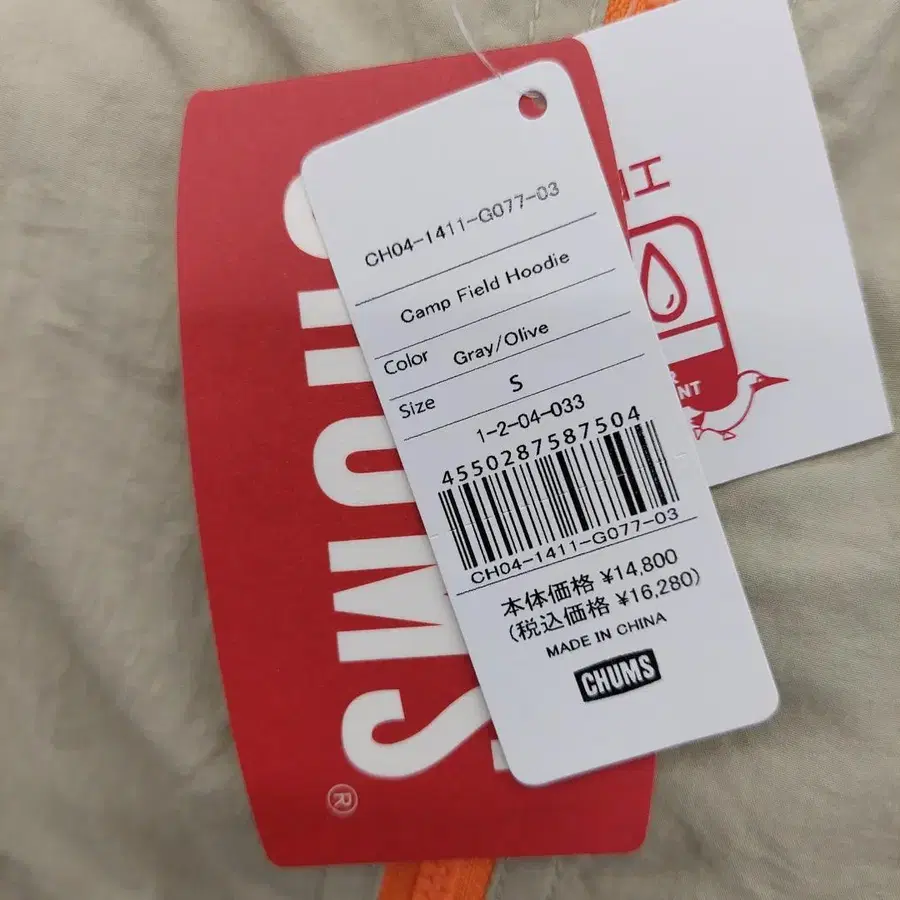 CH04-1411-G077-03
Camp Field Hoodie
Color Gray/Olive
Size S
1-2-04-033
4550287587504
CH04-1411-G077-03
本体価格 ¥14,800
(税込価格 ¥16,280)
MADE IN CHINA
CHUMS
CHUMS
®